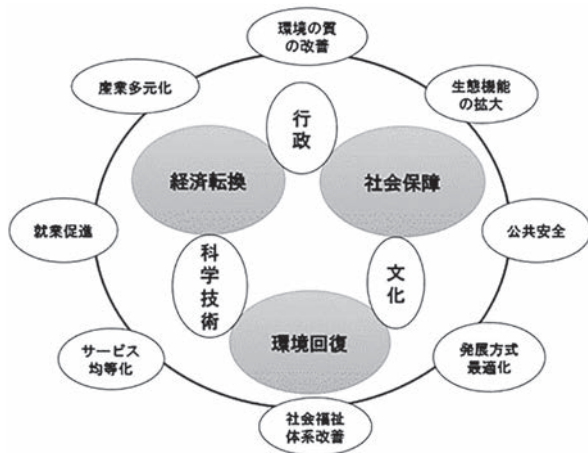 環境の質
の改善
産業多元化
生態機能
の拡大
行政
経済転換
社会保障
就業促進
公共安全
科学技術
文化
環境回復
サービス
均等化
発展方式
最適化
社会福祉
体系改善